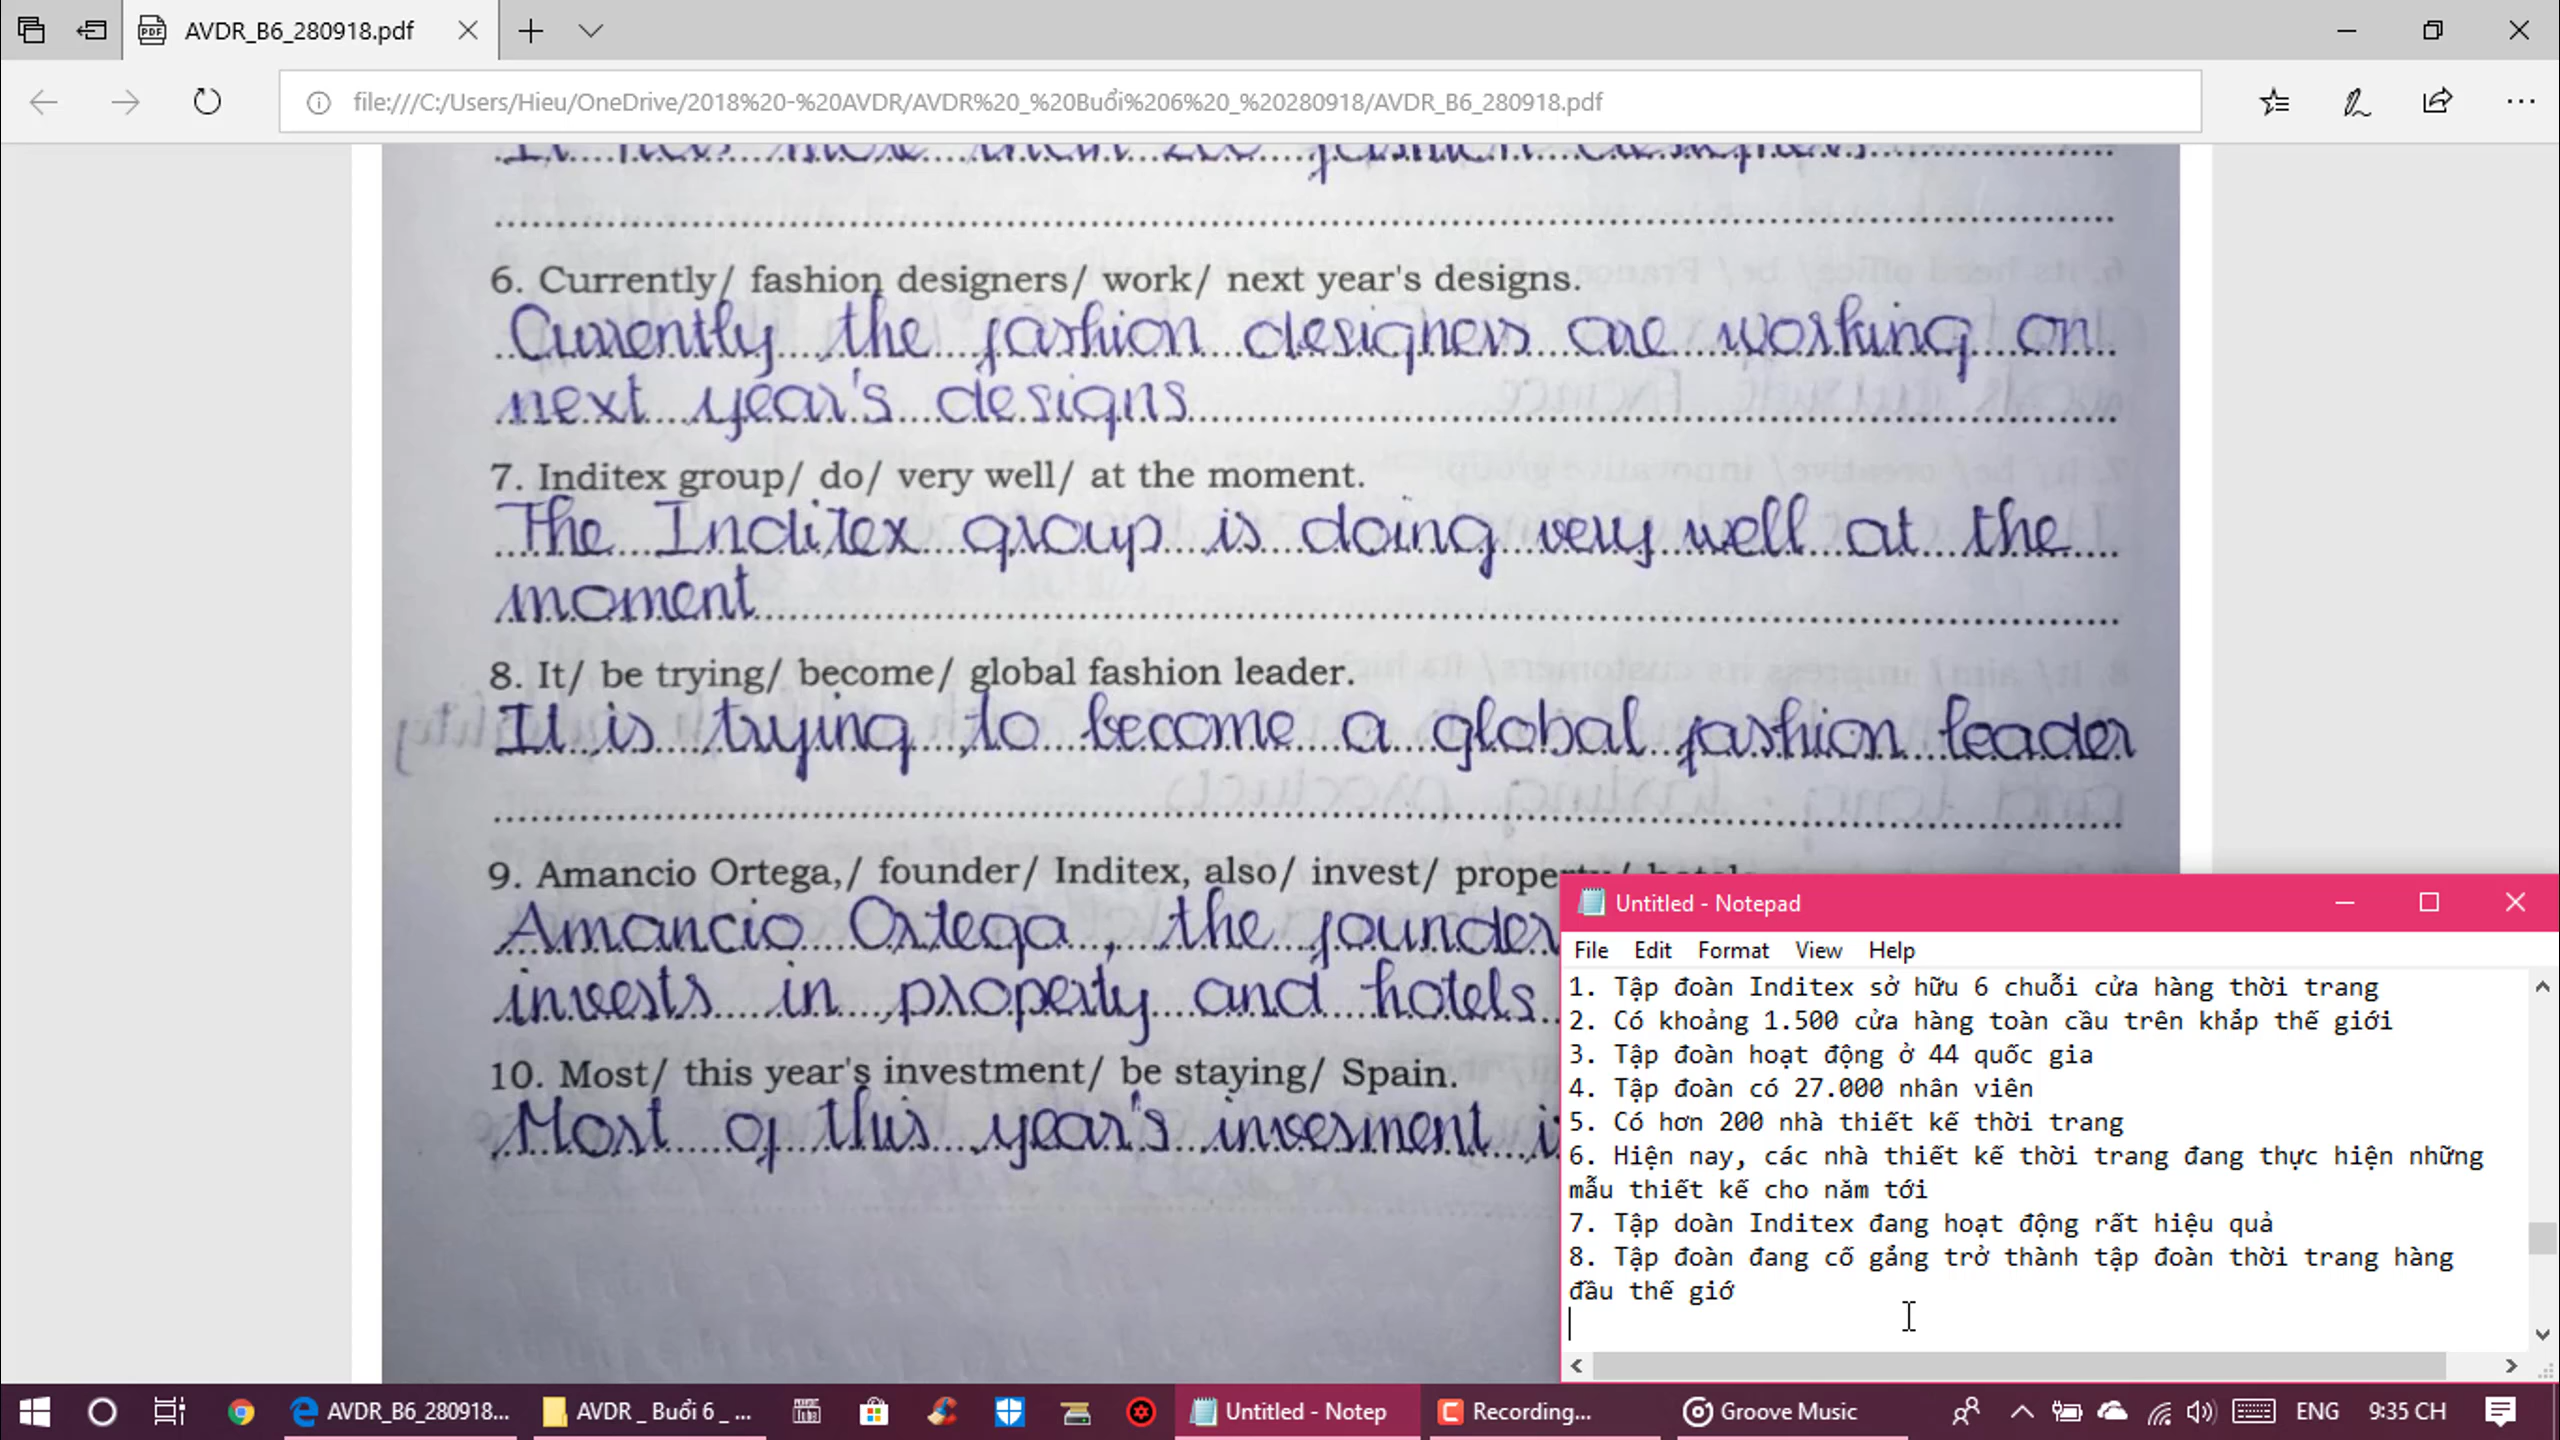 AVDR_B6_280918.pdf
file:///C:/Users/Hieu/OneDrive/2018%20-%20AVDR/AVDR%20_%20Buổi%206%20_%20280918/AVDR_B6_280918.pdf
It has more than 200 fashion designers
6. Currently/ fashion designers/ work/ next year's designs.
Currently the fashion designers are working on
next year's designs
7. Inditex group/ do/ very well/ at the moment.
The Inditex group is doing very well at the
moment
8. It/ be trying/ become/ global fashion leader.
It is trying to become a global fashion leader
9. Amancio Ortega,/ founder/ Inditex, also/ invest/ property/ hotels
Amancio Ortega, the founder
invests in property and hotels
10. Most/ this year's investment/ be staying/ Spain.
Most of this year's invesment
Untitled - Notepad
File Edit Format View Help
1. Tập đoàn Inditex sở hữu 6 chuỗi cửa hàng thời trang
2. Có khoảng 1.500 cửa hàng toàn cầu trên khắp thế giới
3. Tập đoàn hoạt động ở 44 quốc gia
4. Tập đoàn có 27.000 nhân viên
5. Có hơn 200 nhà thiết kế thời trang
6. Hiện nay, các nhà thiết kế thời trang đang thực hiện những
mẫu thiết kế cho năm tới
7. Tập doàn Inditex đang hoạt động rất hiệu quả
8. Tập đoàn đang cố gắng trở thành tập đoàn thời trang hàng
đầu thế giớ
AVDR_B6_280918... AVDR _ Buổi 6 _ ... Untitled - Notep Recording... Groove Music ENG 9:35 CH